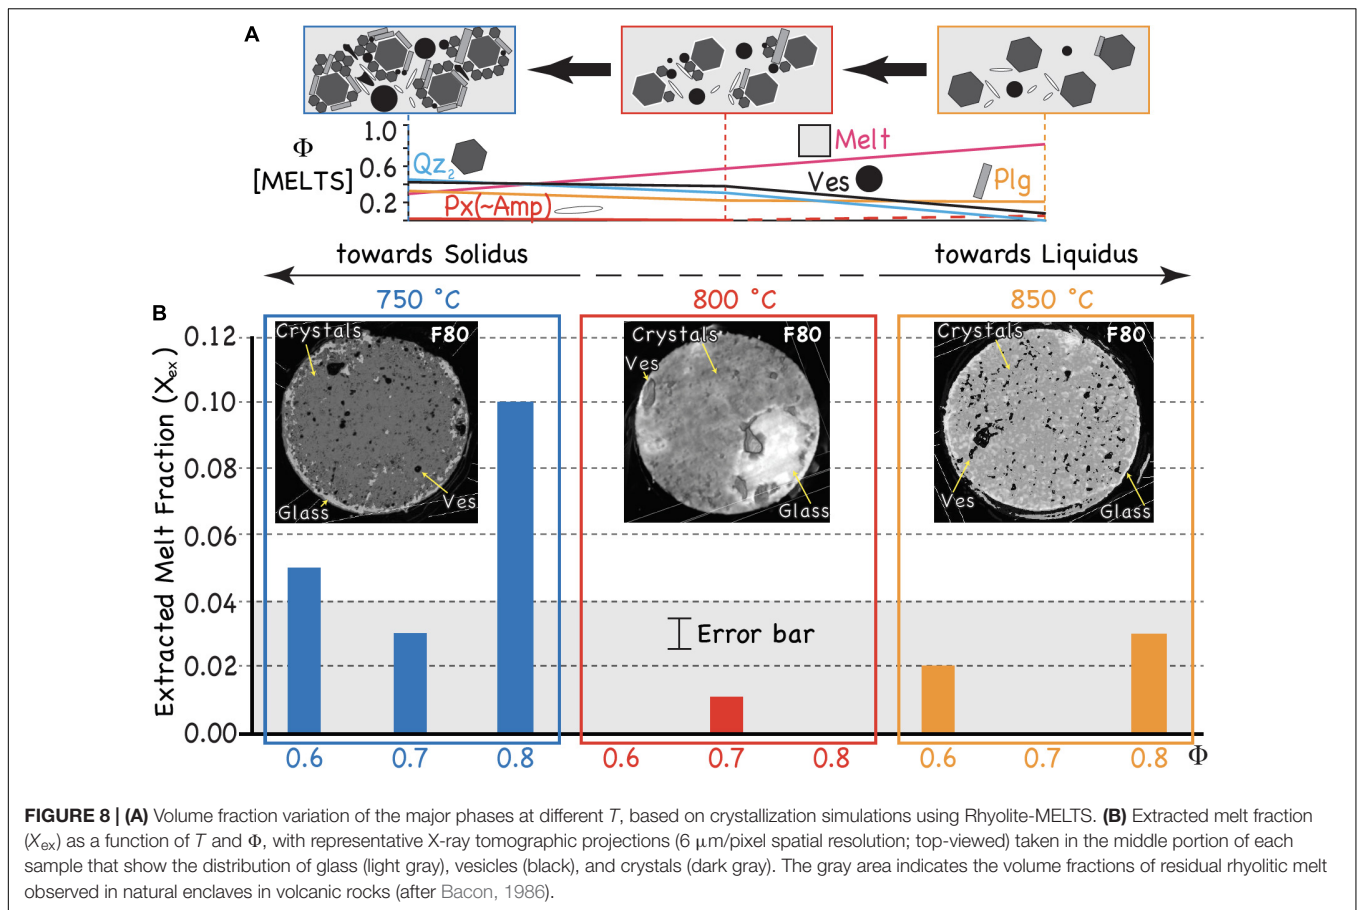 A
1.0
Φ
[MELTS]
0.6
0.2
Qz2
Melt
Ves
Plg
Px(~Amp)
towards Solidus
towards Liquidus
750 °C
800 °C
850 °C
B
Extracted Melt Fraction (Xex)
0.12
0.10
0.08
0.06
0.04
0.02
0.00
Crystals
F80
Glass
Ves
Crystals
F80
Ves
Glass
Crystals
F80
Ves
Glass
Error bar
0.6 0.7 0.8 0.6 0.7 0.8 0.6 0.7 0.8 Φ
FIGURE 8 | (A) Volume fraction variation of the major phases at different T, based on crystallization simulations using Rhyolite-MELTS. (B) Extracted melt fraction
(Xex) as a function of T and Φ, with representative X-ray tomographic projections (6 μm/pixel spatial resolution; top-viewed) taken in the middle portion of each
sample that show the distribution of glass (light gray), vesicles (black), and crystals (dark gray). The gray area indicates the volume fractions of residual rhyolitic melt
observed in natural enclaves in volcanic rocks (after Bacon, 1986).